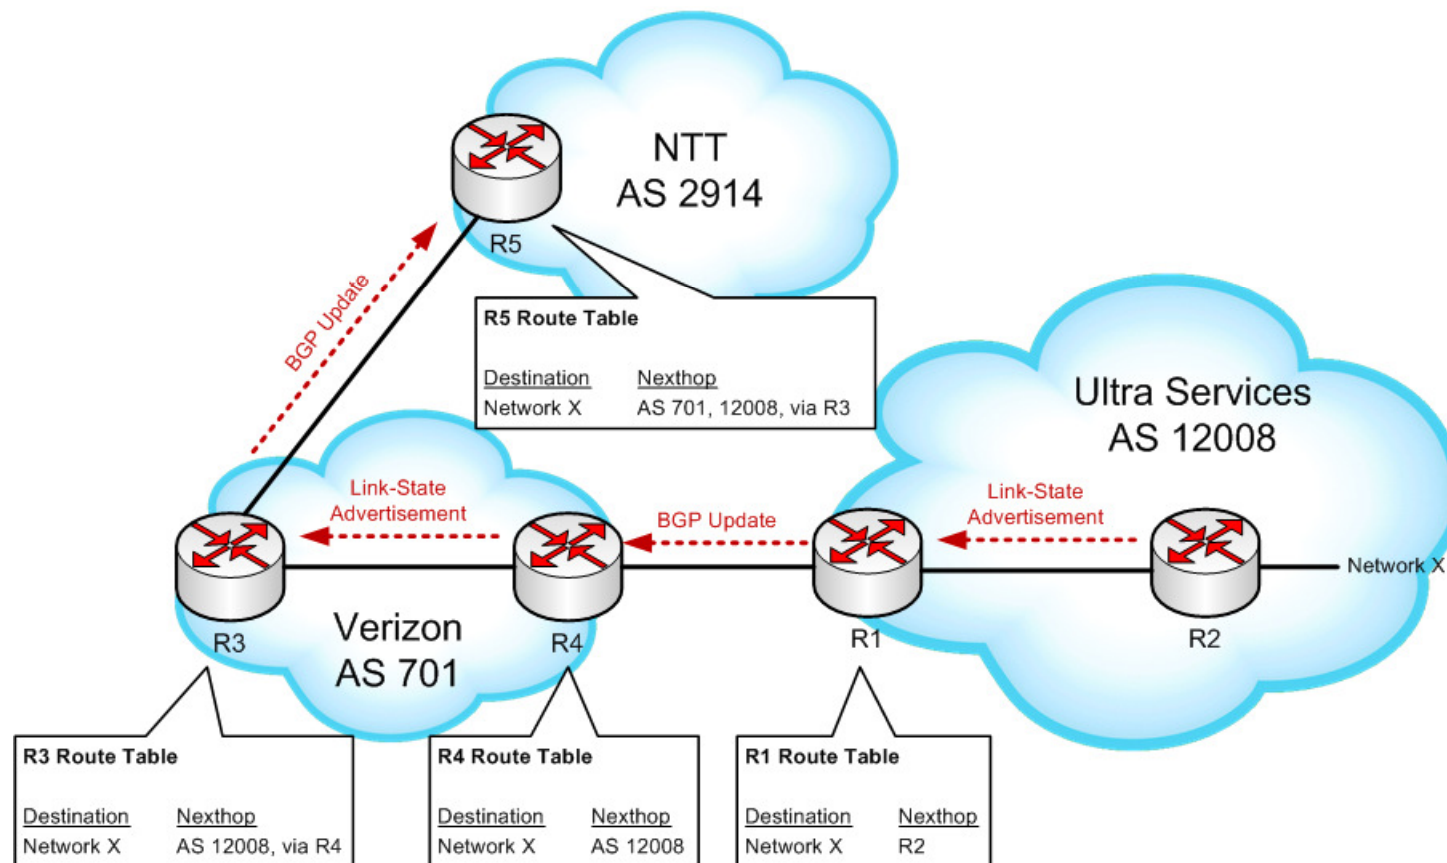 NTT
AS 2914
R5
BGP Update
R5 Route Table
Destination Nexthop
Network X AS 701, 12008, via R3
Ultra Services
AS 12008
Link-State
Advertisement
BGP Update
Link-State
Advertisement
Network X
R3
Verizon
AS 701
R4
R1
R2
R3 Route Table
Destination Nexthop
Network X AS 12008, via R4
R4 Route Table
Destination Nexthop
Network X AS 12008
R1 Route Table
Destination Nexthop
Network X R2